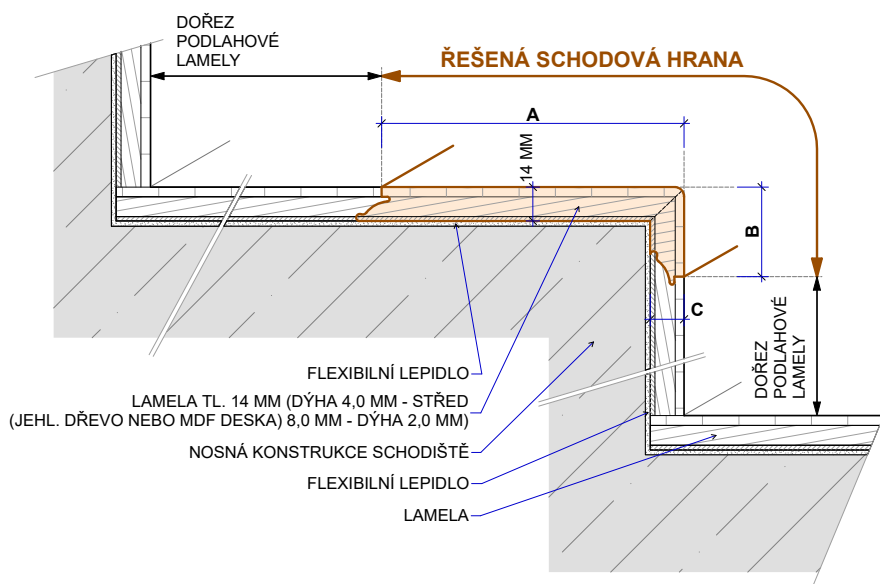 DOŘEZ
PODLAHOVÉ
LAMELY
ŘEŠENÁ SCHODOVÁ HRANA
A
14 MM
B
C
DOŘEZ
PODLAHOVÉ
LAMELY
FLEXIBILNÍ LEPIDLO
LAMELA TL. 14 MM (DÝHA 4,0 MM - STŘED
(JEHL. DŘEVO NEBO MDF DESKA) 8,0 MM - DÝHA 2,0 MM)
NOSNÁ KONSTRUKCE SCHODIŠTĚ
FLEXIBILNÍ LEPIDLO
LAMELA